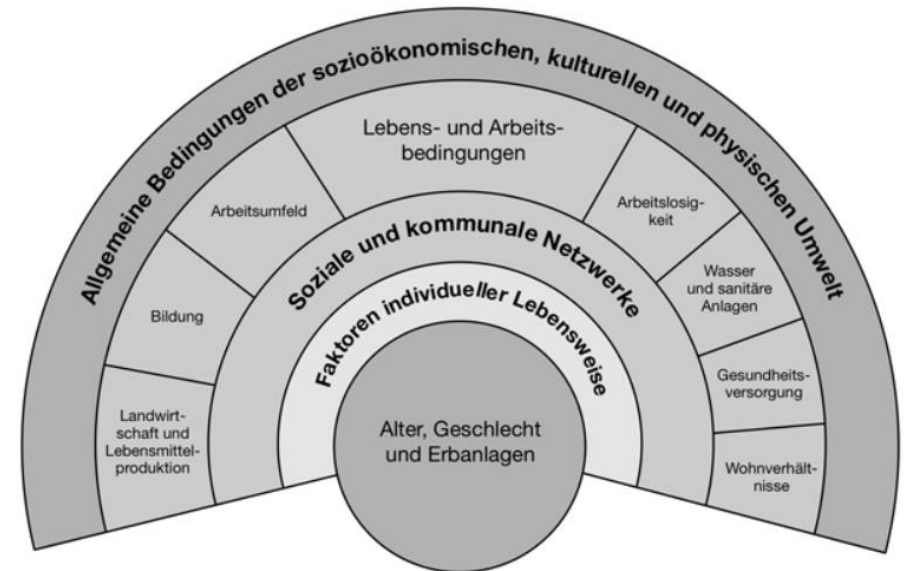 Allgemeine Bedingungen der sozioökonomischen, kulturellen und physischen Umwelt
Lebens- und Arbeits-
bedingungen
Arbeitsumfeld
Bildung
Landwirt-
schaft und
Lebensmittel-
produktion
Arbeitslosig-
keit
Wasser
und sanitäre
Anlagen
Gesundheits-
versorgung
Wohnverhält-
nisse
Soziale und kommunale Netzwerke
Faktoren individueller Lebensweise
Alter, Geschlecht
und Erbanlagen